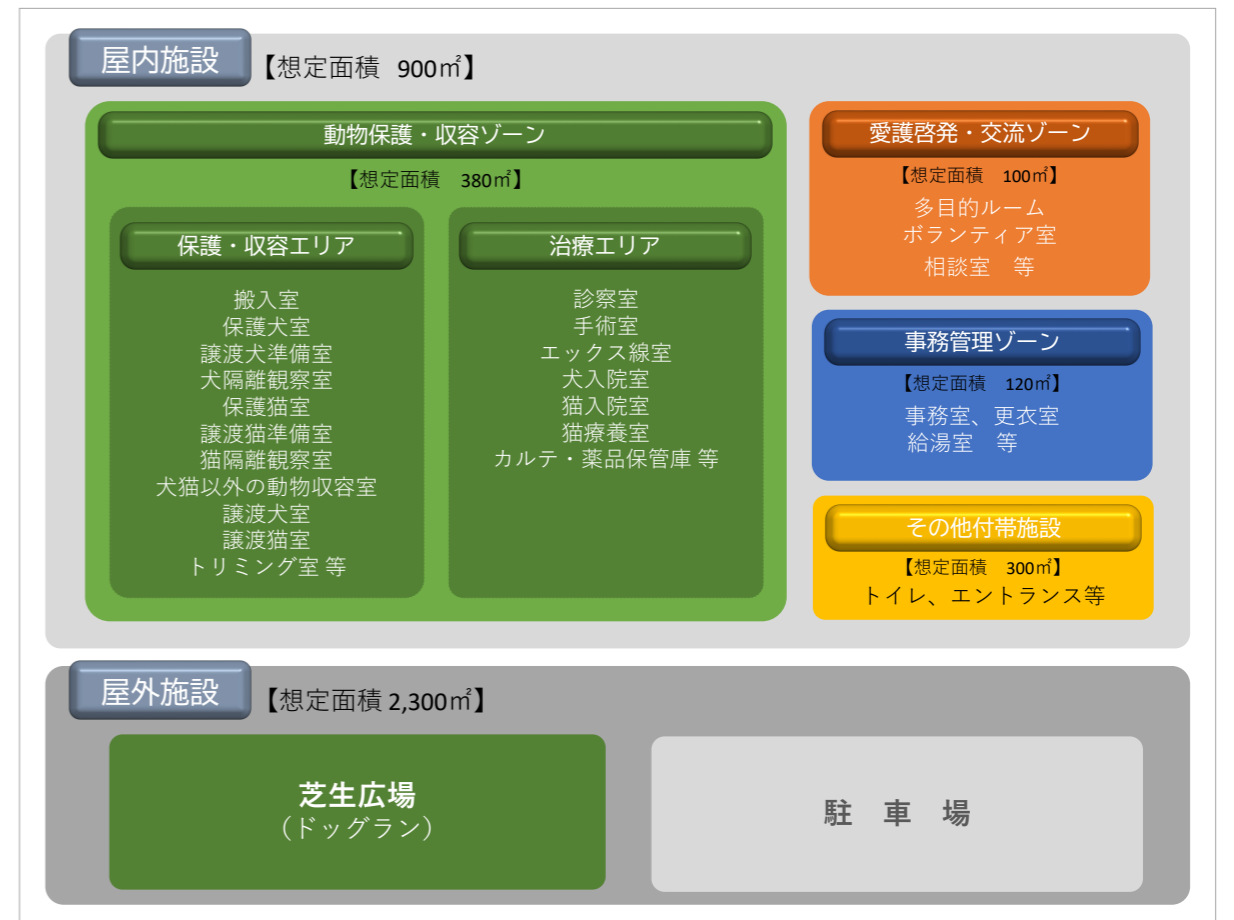 屋内施設
【想定面積 900㎡】
動物保護・収容ゾーン
【想定面積 380㎡】
保護・収容エリア
搬入室
保護犬室
譲渡犬準備室
犬隔離観察室
保護猫室
譲渡猫準備室
猫隔離観察室
犬猫以外の動物収容室
譲渡犬室
譲渡猫室
トリミング室 等
治療エリア
診察室
手術室
エックス線室
犬入院室
猫入院室
猫療養室
カルテ・薬品保管庫 等
愛護啓発・交流ゾーン
【想定面積 100㎡】
多目的ルーム
ボランティア室
相談室 等
事務管理ゾーン
【想定面積 120㎡】
事務室、更衣室
給湯室 等
その他付帯施設
【想定面積 300㎡】
トイレ、エントランス等
屋外施設
【想定面積 2,300㎡】
芝生広場
（ドッグラン）
駐 車 場